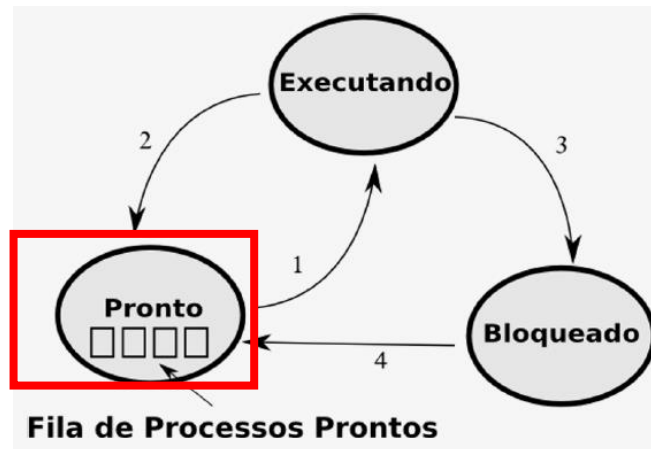 Executando
2
3
1
Pronto
Bloqueado
4
Fila de Processos Prontos